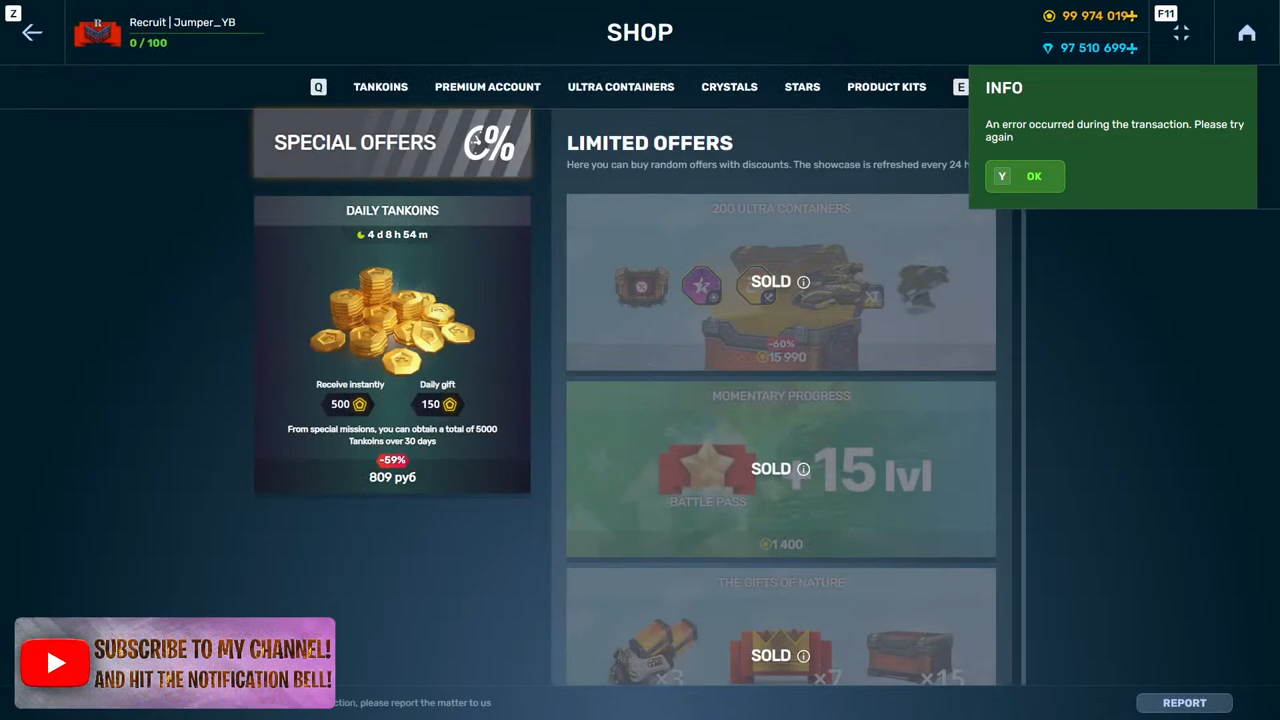 Z
R
Recruit | Jumper_YB
0 / 100
SHOP
99 974 019+
97 510 699+
F11
Q
TANKOINS
PREMIUM ACCOUNT
ULTRA CONTAINERS
CRYSTALS
STARS
PRODUCT KITS
E
INFO
An error occurred during the transaction. Please try
again
Y
OK
SPECIAL OFFERS
%
DAILY TANKOINS
4 d 8 h 54 m
Receive instantly
Daily gift
500
150
From special missions, you can obtain a total of 5000
Tankoins over 30 days
-59%
809 руб
LIMITED OFFERS
Here you can buy random offers with discounts. The showcase is refreshed every 24 h
200 ULTRA CONTAINERS
SOLD
XT
-60%
15 990
MOMENTARY PROGRESS
SOLD
+15 lvl
BATTLE PASS
1 400
THE GIFTS OF NATURE
SOLD
x3
x7
x15
SUBSCRIBE TO MY CHANNEL!
AND HIT THE NOTIFICATION BELL!
ction, please report the matter to us
REPORT